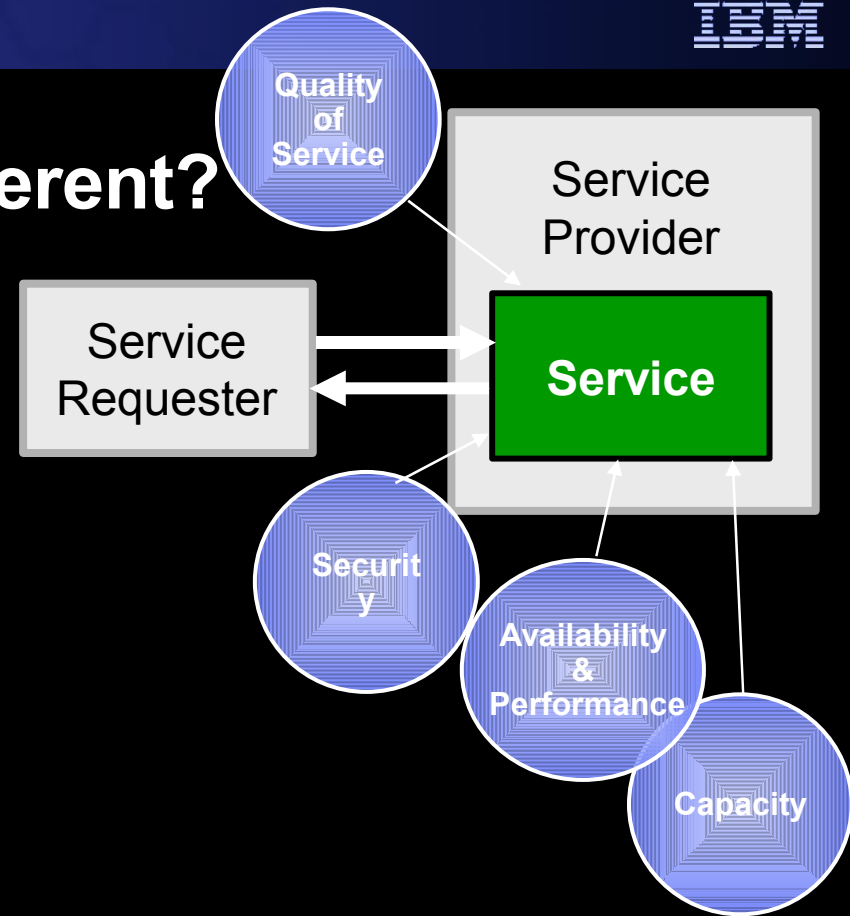 IBM
Quality
of
Service
erent?
Service
Provider
Service
Requester
Service
Securit
y
Availability
&
Performance
Capacity